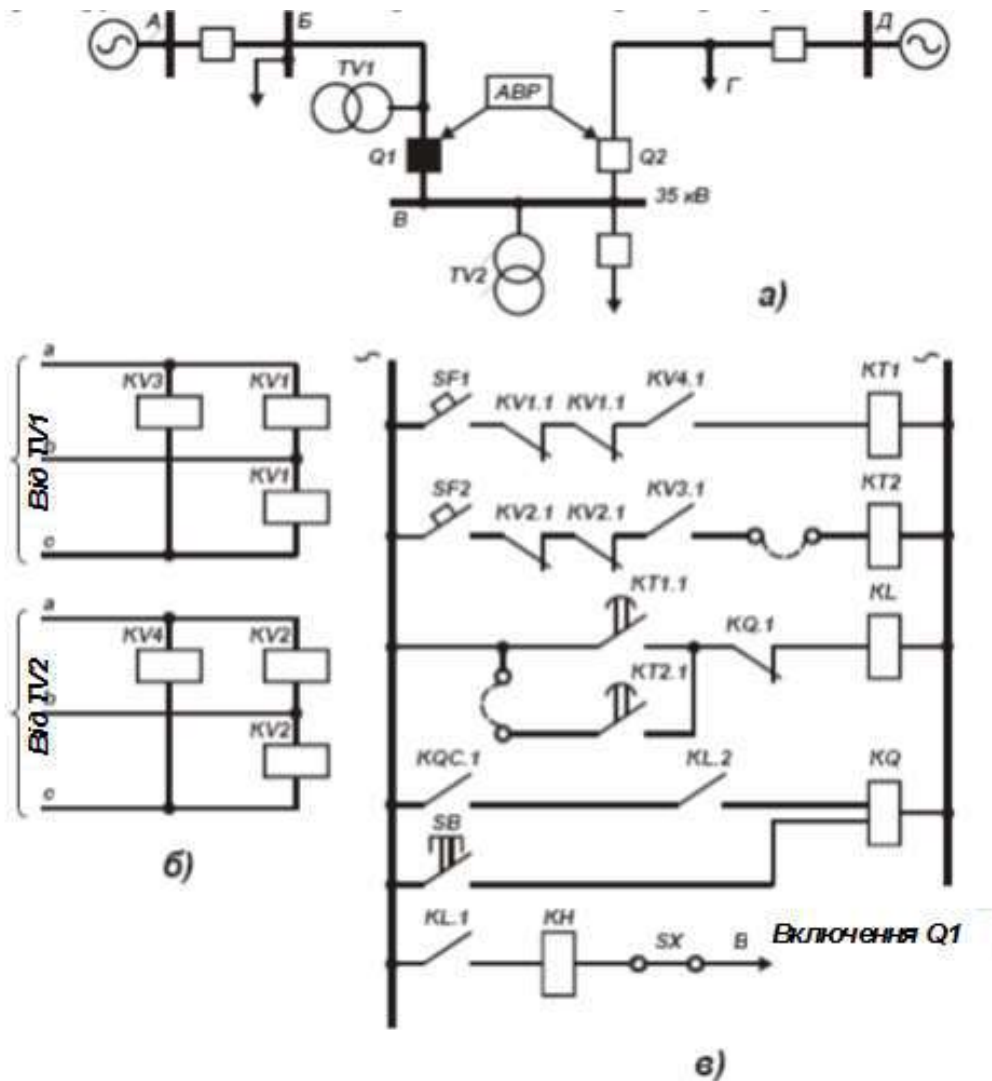 А Б Д
TV1 АВР Г
Q1 Q2
В 35 кВ
TV2
а)
Від TV1
a
KV3 KV1
b
KV1
c
Від TV2
a
KV4 KV2
b
KV2
c
б)
SF1 KV1.1 KV1.1 KV4.1 KT1
SF2 KV2.1 KV2.1 KV3.1 KT2
KT1.1 KQ.1 KL
KT2.1
KQC.1 KL.2 KQ
SB
KL.1 KH SX В Включення Q1
в)